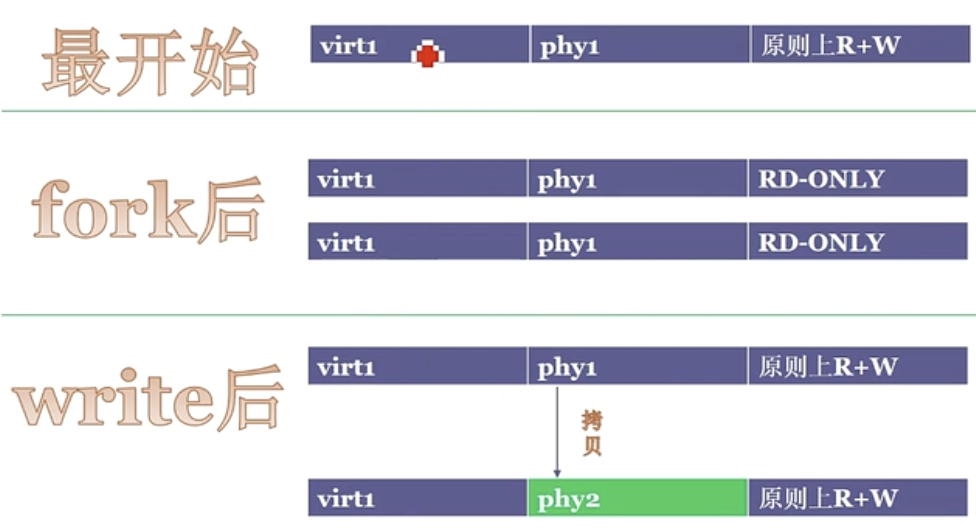 最开始
virt1 phy1 原则上R+W
fork后
virt1 phy1 RD-ONLY
virt1 phy1 RD-ONLY
write后
virt1 phy1 原则上R+W
拷
贝
virt1 phy2 原则上R+W